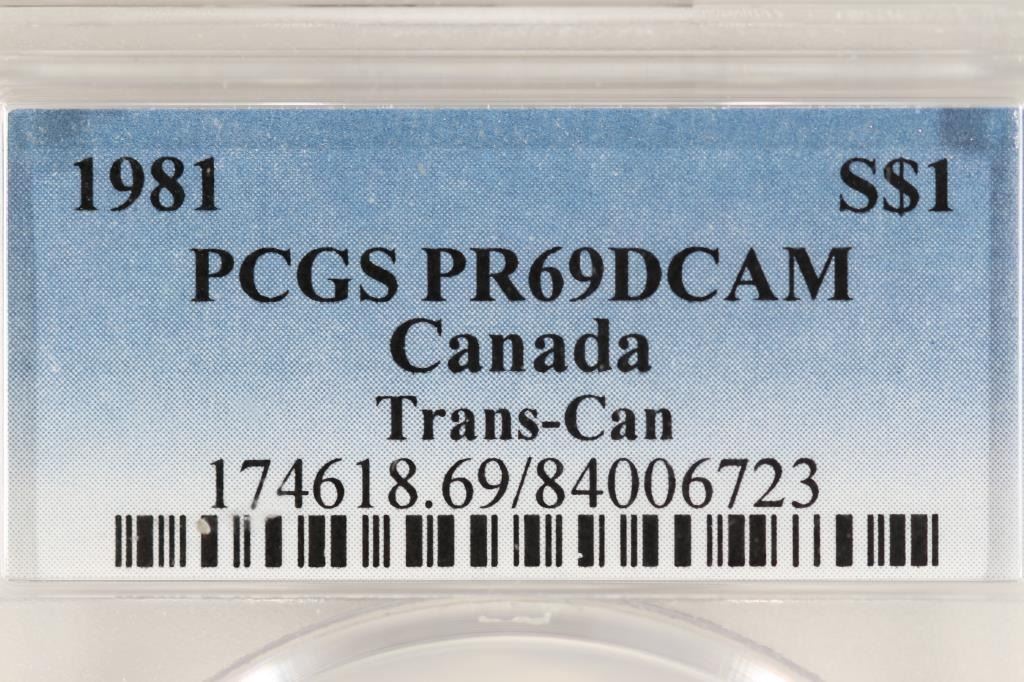 1981 S$1
PCGS PR69DCAM
Canada
Trans-Can
174618.69/84006723